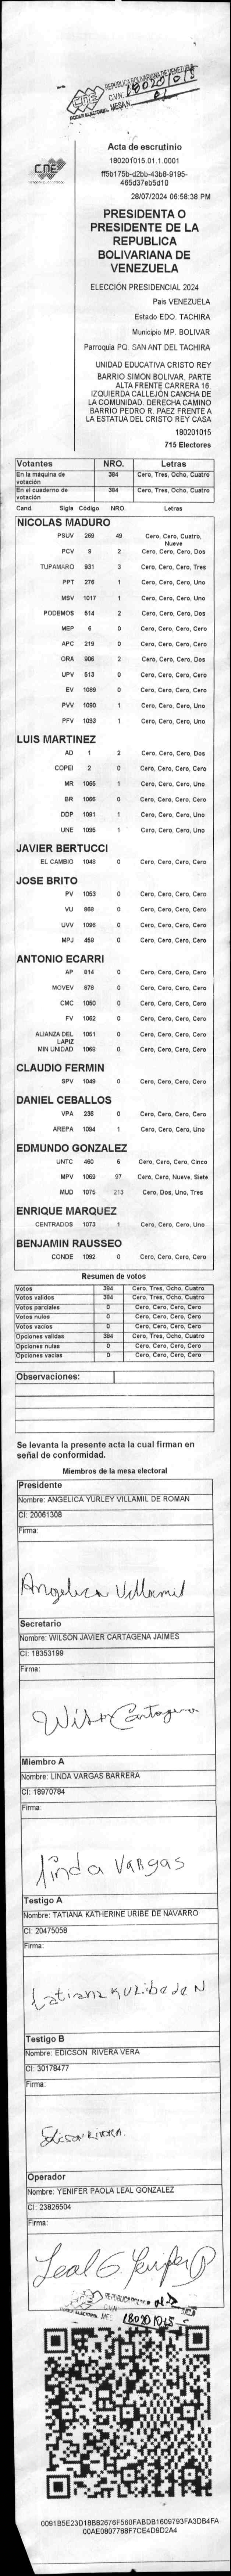 REPUBLICA BOLIVARIANA DE VENEZUELA
CNE
C.V.N: 180201015
PODER ELECTORAL MESA Nº: 01
CNE
Acta de escrutinio
180201015.01.1.0001
ff5b175b-d2bb-43b8-9195-
465d37eb5d10
28/07/2024 06:58:38 PM
PRESIDENTA O
PRESIDENTE DE LA
REPUBLICA
BOLIVARIANA DE
VENEZUELA
ELECCIÓN PRESIDENCIAL 2024
Pais VENEZUELA
Estado EDO. TACHIRA
Municipio MP. BOLIVAR
Parroquia PQ. SAN ANT DEL TACHIRA
UNIDAD EDUCATIVA CRISTO REY
BARRIO SIMON BOLIVAR, PARTE
ALTA FRENTE CARRERA 16.
IZQUIERDA CALLEJÓN CANCHA DE
LA COMUNIDAD. DERECHA CAMINO
BARRIO PEDRO R. PAEZ FRENTE A
LA ESTATUA DEL CRISTO REY CASA
180201015
715 Electores
Votantes NRO. Letras
En la máquina de votación 384 Cero, Tres, Ocho, Cuatro
En el cuaderno de votación 384 Cero, Tres, Ocho, Cuatro
Cand. Sigla Código NRO. Letras
NICOLAS MADURO
PSUV 269 49 Cero, Cero, Cuatro, Nueve
PCV 9 2 Cero, Cero, Cero, Dos
TUPAMARO 931 3 Cero, Cero, Cero, Tres
PPT 276 1 Cero, Cero, Cero, Uno
MSV 1017 1 Cero, Cero, Cero, Uno
PODEMOS 614 2 Cero, Cero, Cero, Dos
MEP 6 0 Cero, Cero, Cero, Cero
APC 219 0 Cero, Cero, Cero, Cero
ORA 906 2 Cero, Cero, Cero, Dos
UPV 513 0 Cero, Cero, Cero, Cero
EV 1089 0 Cero, Cero, Cero, Cero
PVV 1090 1 Cero, Cero, Cero, Uno
PFV 1093 1 Cero, Cero, Cero, Uno
LUIS MARTINEZ
AD 1 2 Cero, Cero, Cero, Dos
COPEI 2 0 Cero, Cero, Cero, Cero
MR 1065 1 Cero, Cero, Cero, Uno
BR 1066 0 Cero, Cero, Cero, Cero
DDP 1091 1 Cero, Cero, Cero, Uno
UNE 1095 1 Cero, Cero, Cero, Uno
JAVIER BERTUCCI
EL CAMBIO 1048 0 Cero, Cero, Cero, Cero
JOSE BRITO
PV 1053 0 Cero, Cero, Cero, Cero
VU 868 0 Cero, Cero, Cero, Cero
UVV 1096 0 Cero, Cero, Cero, Cero
MPJ 458 0 Cero, Cero, Cero, Cero
ANTONIO ECARRI
AP 914 0 Cero, Cero, Cero, Cero
MOVEV 878 0 Cero, Cero, Cero, Cero
CMC 1050 0 Cero, Cero, Cero, Cero
FV 1062 0 Cero, Cero, Cero, Cero
ALIANZA DEL LAPIZ 1051 0 Cero, Cero, Cero, Cero
MIN UNIDAD 1068 0 Cero, Cero, Cero, Cero
CLAUDIO FERMIN
SPV 1049 0 Cero, Cero, Cero, Cero
DANIEL CEBALLOS
VPA 236 0 Cero, Cero, Cero, Cero
AREPA 1094 1 Cero, Cero, Cero, Uno
EDMUNDO GONZALEZ
UNTC 460 Cero, Cero, Cero, Cinco
MPV 1069 97 Cero, Cero, Nueve, Siete
MUD 1075 213 Cero, Dos, Uno, Tres
ENRIQUE MARQUEZ
CENTRADOS 1073 1 Cero, Cero, Cero, Uno
BENJAMIN RAUSSEO
CONDE 1092 0 Cero, Cero, Cero, Cero
Resumen de votos
Votos 384 Cero, Tres, Ocho, Cuatro
Votos validos 384 Cero, Tres, Ocho, Cuatro
Votos parciales 0 Cero, Cero, Cero, Cero
Votos nulos 0 Cero, Cero, Cero, Cero
Votos vacios 0 Cero, Cero, Cero, Cero
Opciones validas 384 Cero, Tres, Ocho, Cuatro
Opciones nulas 0 Cero, Cero, Cero, Cero
Opciones vacias 0 Cero, Cero, Cero, Cero
Observaciones:
Se levanta la presente acta la cual firman en
señal de conformidad.
Miembros de la mesa electoral
Presidente
Nombre: ANGELICA YURLEY VILLAMIL DE ROMAN
CI: 20061308
Firma:
Angelica Villamil
Secretario
Nombre: WILSON JAVIER CARTAGENA JAIMES
CI: 18353199
Firma:
Wilson Cartagena
Miembro A
Nombre: LINDA VARGAS BARRERA
CI: 18970784
Firma:
linda Vargas
Testigo A
Nombre: TATIANA KATHERINE URIBE DE NAVARRO
CI: 20475058
Firma:
Tatiana K Uribe de N
Testigo B
Nombre: EDICSON RIVERA VERA
CI: 30178477
Firma:
Edicson Rivera.
Operador
Nombre: YENIFER PAOLA LEAL GONZALEZ
CI: 23826504
Firma:
Leal G. Yenifer P
180201015
0091B5E23D18BB2676F560FABDB1609793FA3DB4FA
00AE0807788F7CE4D9D2A4